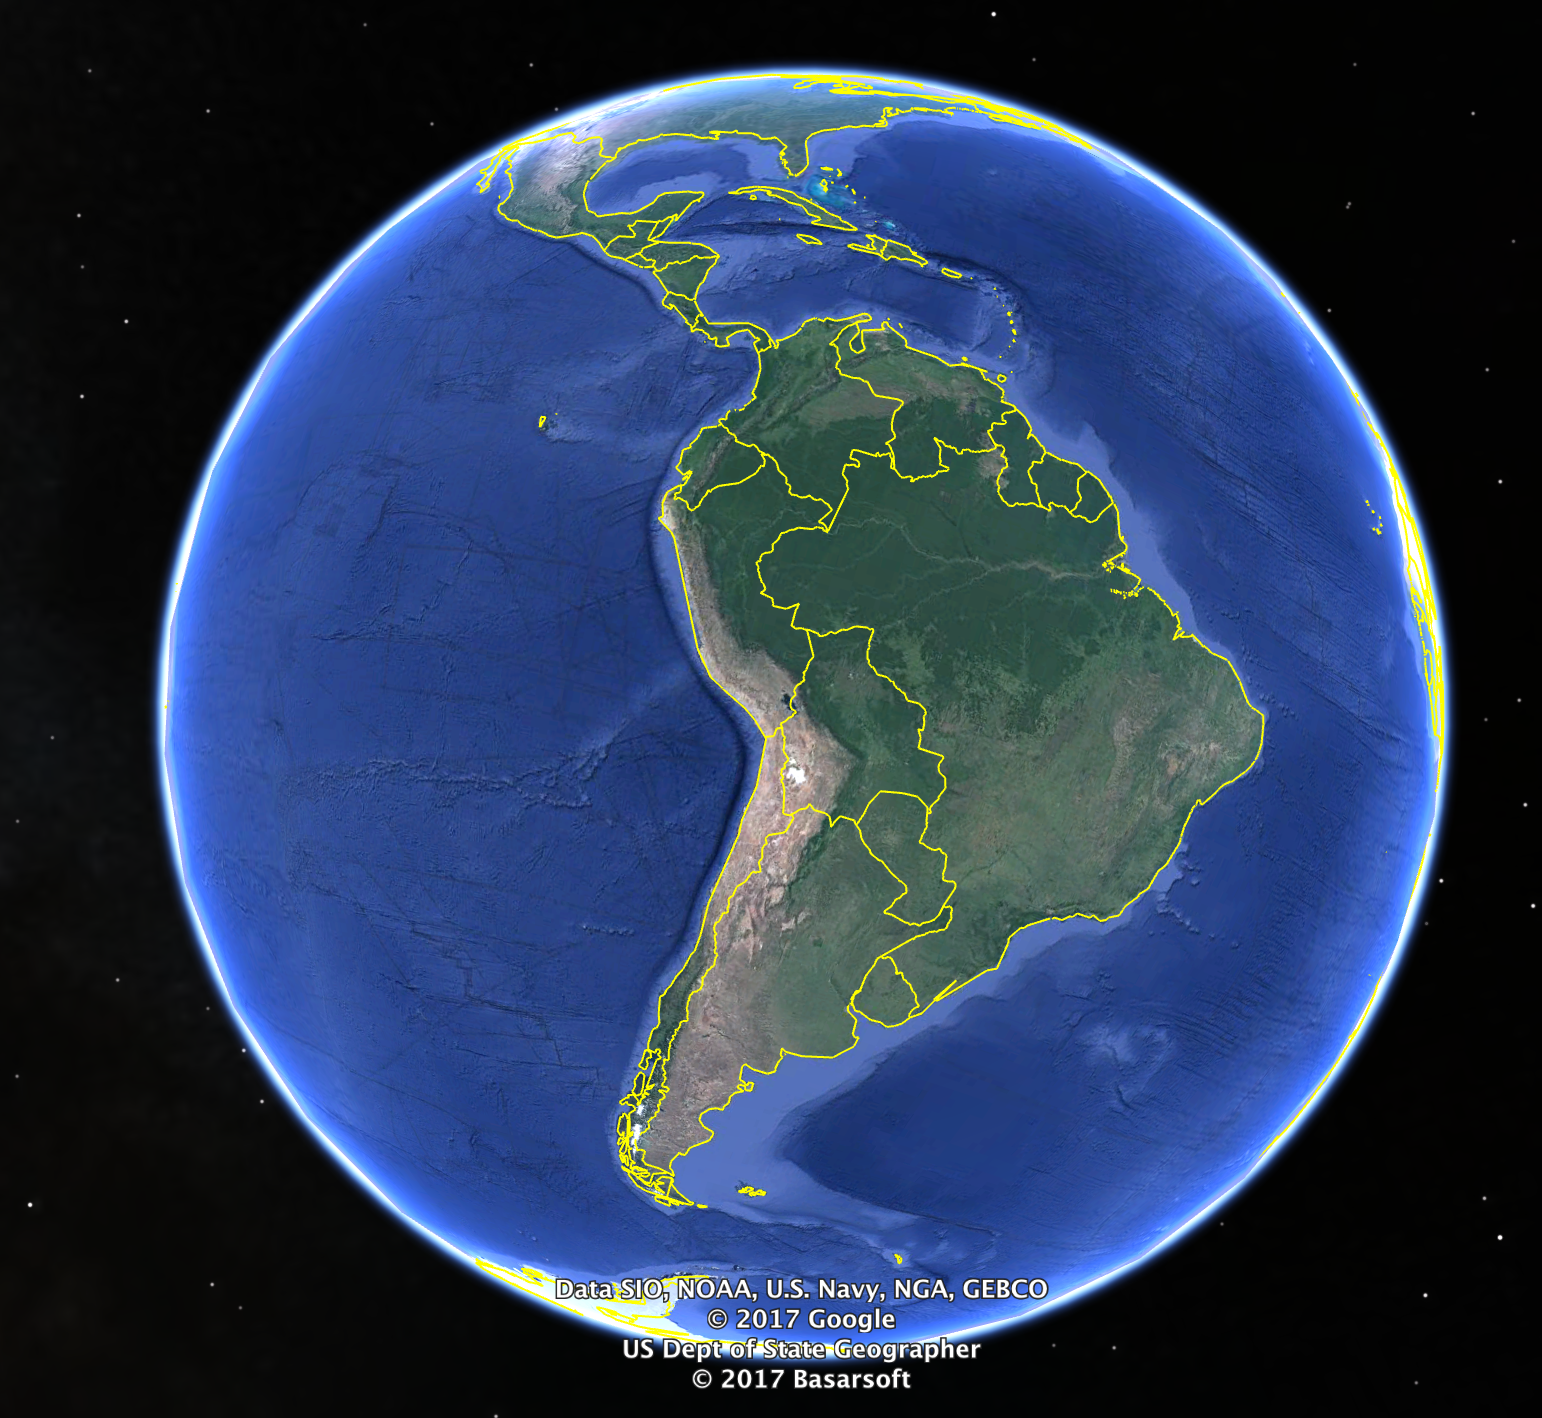 Data SIO, NOAA, U.S. Navy, NGA, GEBCO
© 2017 Google
US Dept of State Geographer
© 2017 Basarsoft